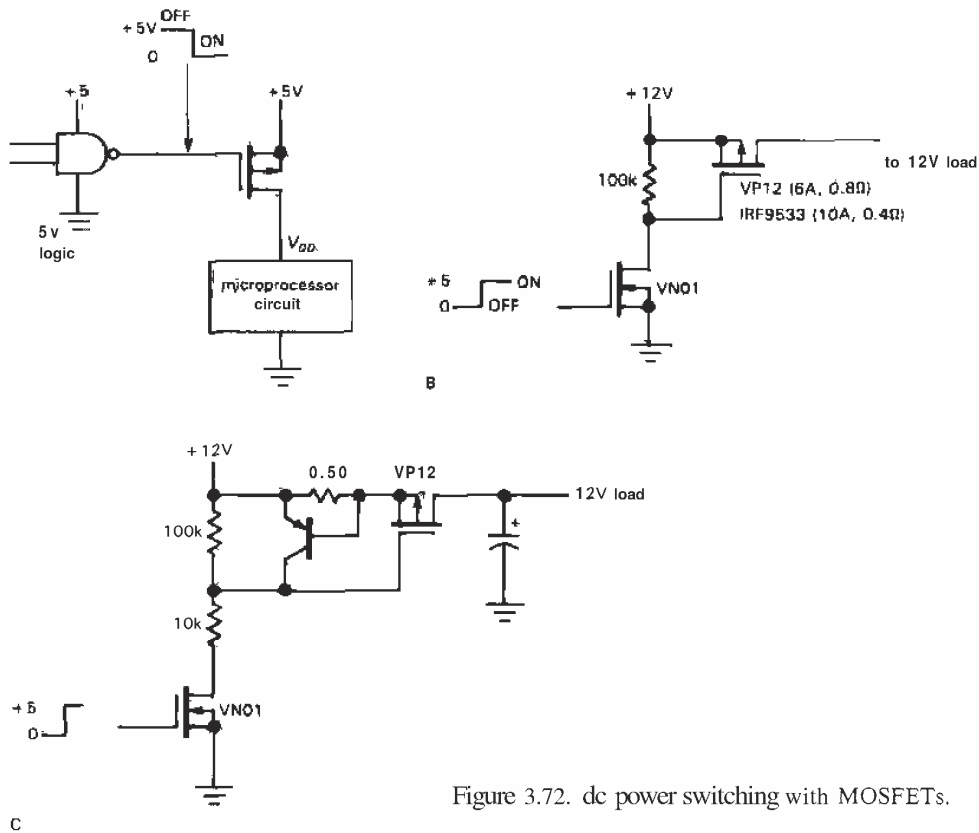 OFF
+5V
ON
0
+5
+5V
5v
logic
V_DD
microprocessor
circuit
+12V
100k
to 12V load
VP12 (6A, 0.8Ω)
IRF9533 (10A, 0.4Ω)
+5
ON
0
OFF
VN01
B
+12V
0.50
VP12
12V load
100k
+
10k
+5
0
VN01
Figure 3.72. dc power switching with MOSFETs.
C